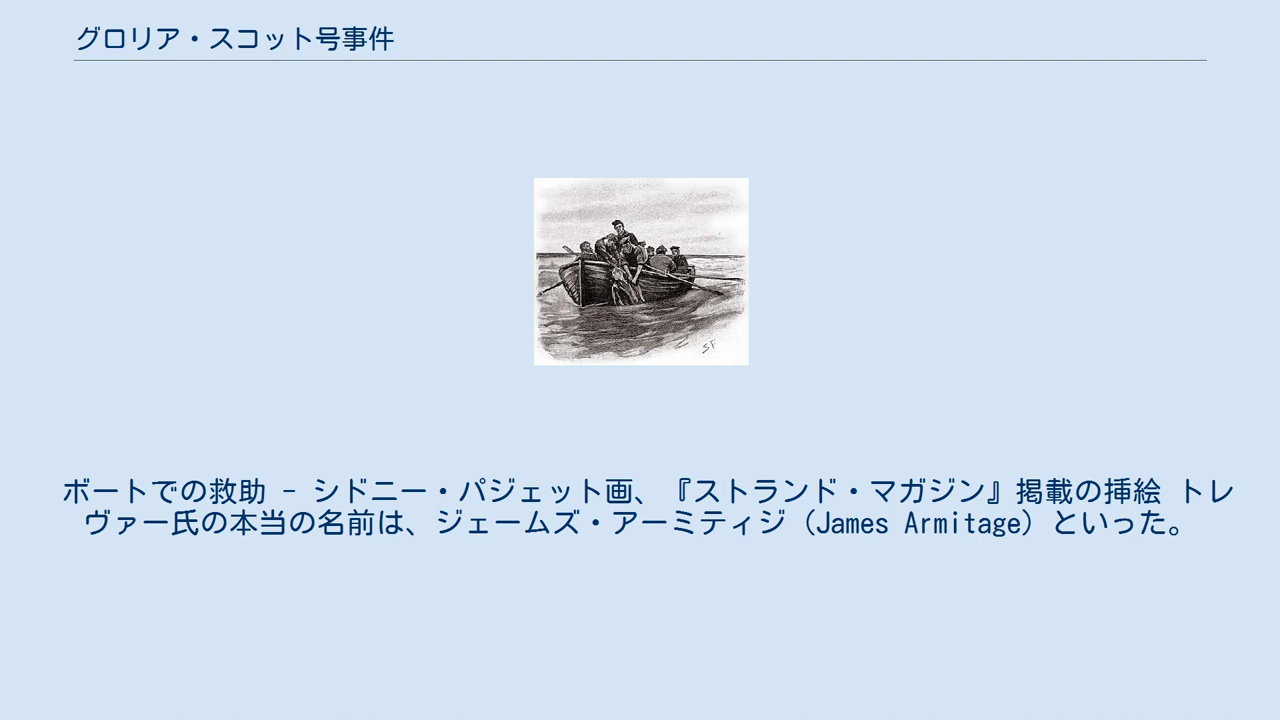 グロリア・スコット号事件
SP
ボートでの救助 - シドニー・パジェット画、『ストランド・マガジン』掲載の挿絵 トレ
ヴァー氏の本当の名前は、ジェームズ・アーミティジ（James Armitage）といった。